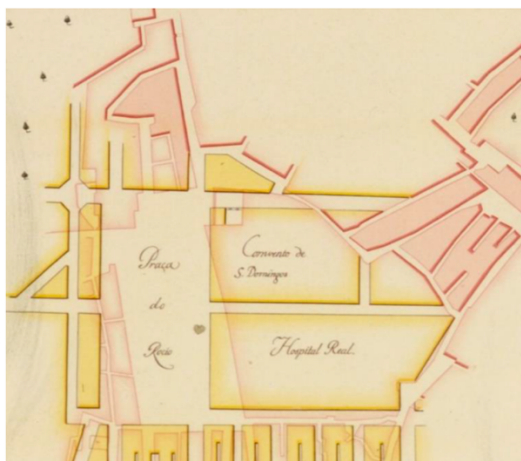 Praça
de
Rocio
Convento de
S. Domingos
Hospital Real.